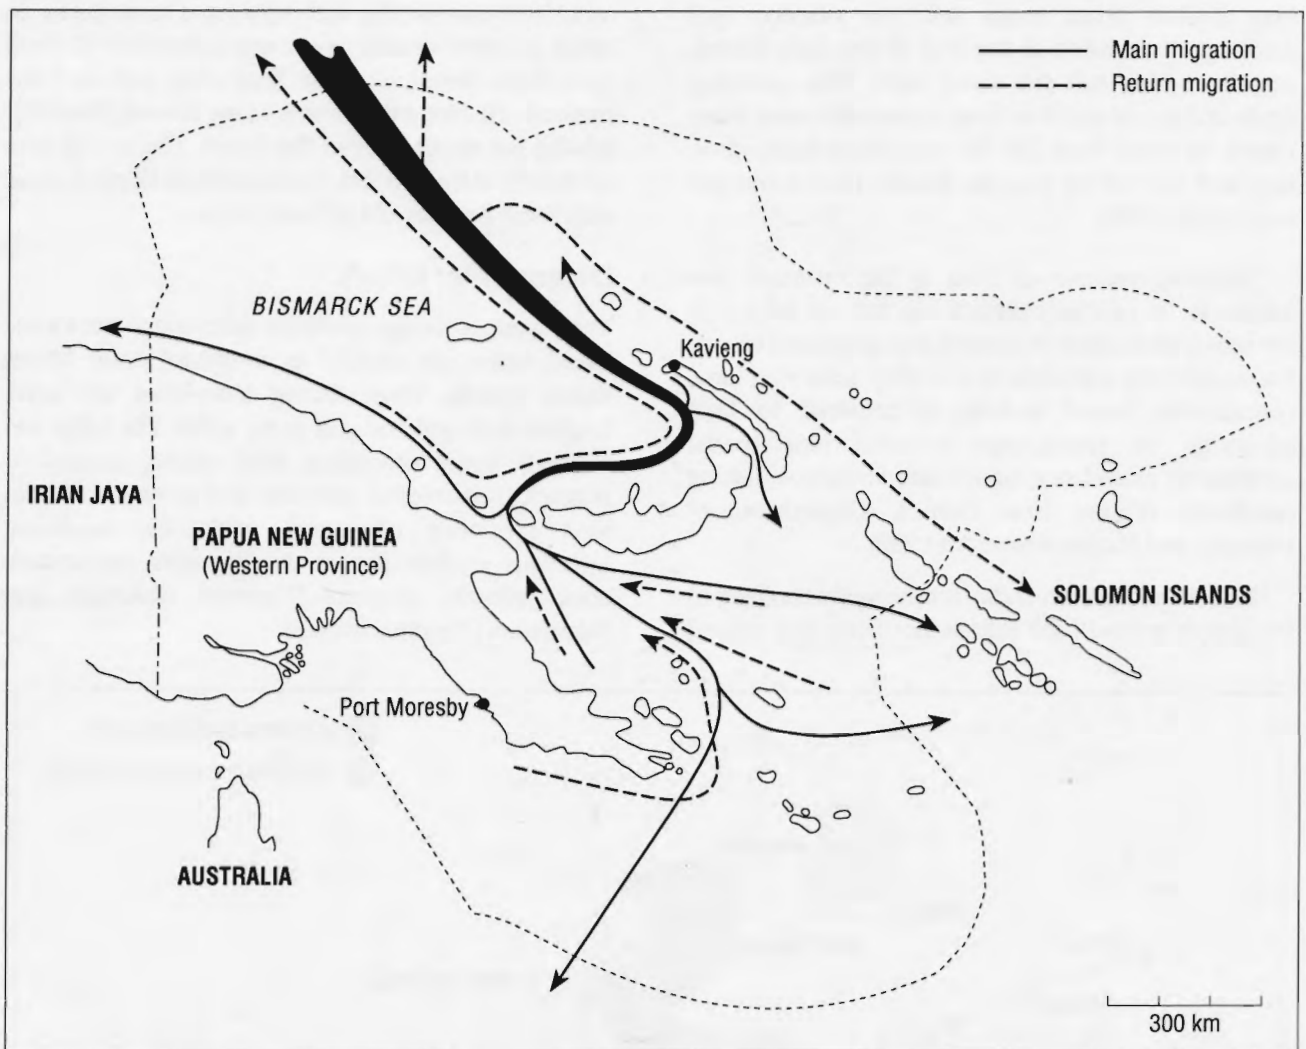 Main migration
Return migration
BISMARCK SEA
Kavieng
IRIAN JAYA
PAPUA NEW GUINEA
(Western Province)
SOLOMON ISLANDS
Port Moresby
AUSTRALIA
300 km